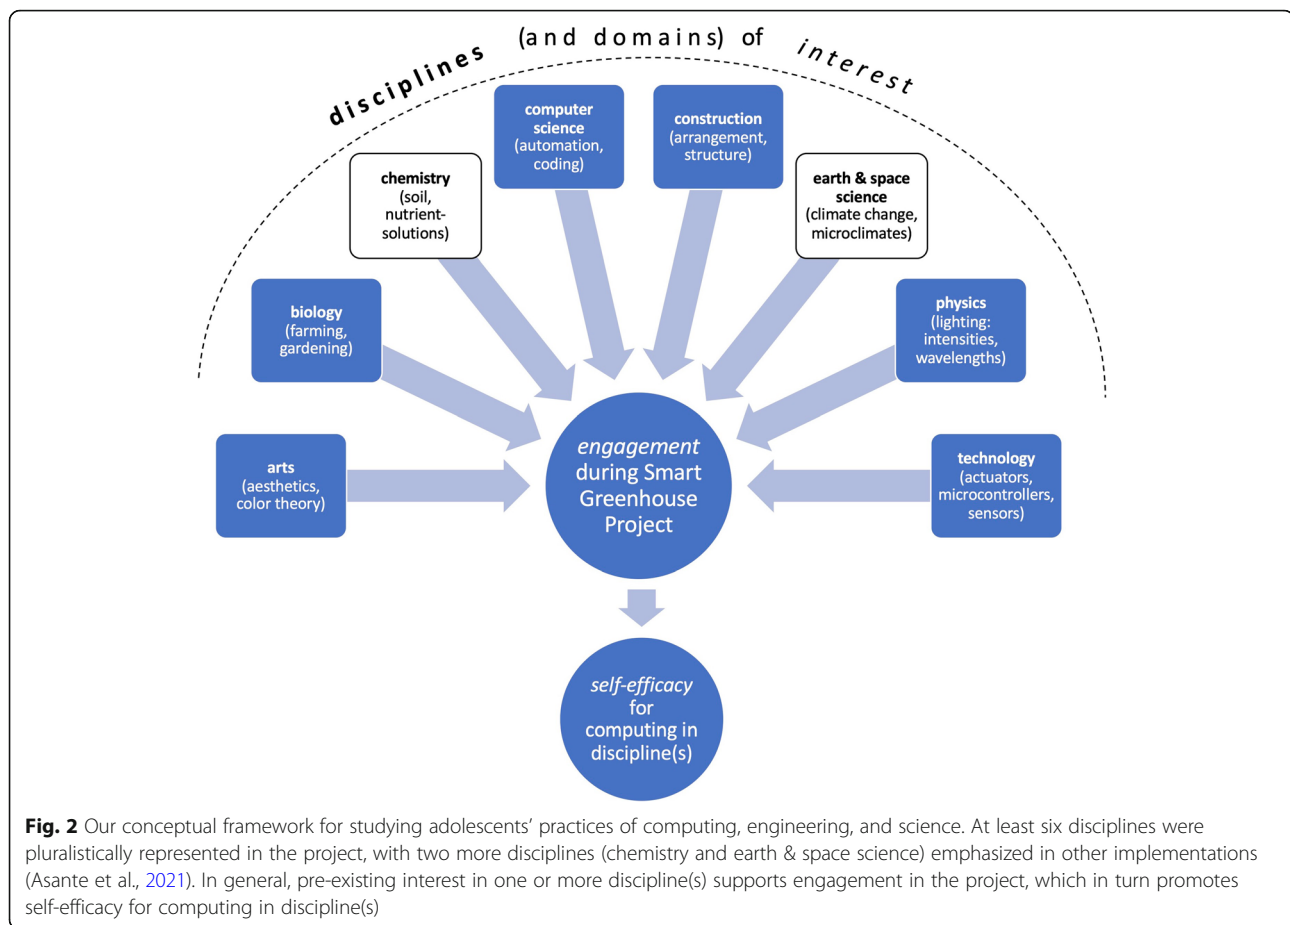 disciplines (and domains) of interest
computer
science
(automation,
coding)
construction
(arrangement,
structure)
chemistry
(soil,
nutrient-
solutions)
earth & space
science
(climate change,
microclimates)
biology
(farming,
gardening)
physics
(lighting:
intensities,
wavelengths)
arts
(aesthetics,
color theory)
technology
(actuators,
microcontrollers,
sensors)
engagement
during Smart
Greenhouse
Project
self-efficacy
for
computing in
discipline(s)
Fig. 2 Our conceptual framework for studying adolescents’ practices of computing, engineering, and science. At least six disciplines were
pluralistically represented in the project, with two more disciplines (chemistry and earth & space science) emphasized in other implementations
(Asante et al., 2021). In general, pre-existing interest in one or more discipline(s) supports engagement in the project, which in turn promotes
self-efficacy for computing in discipline(s)